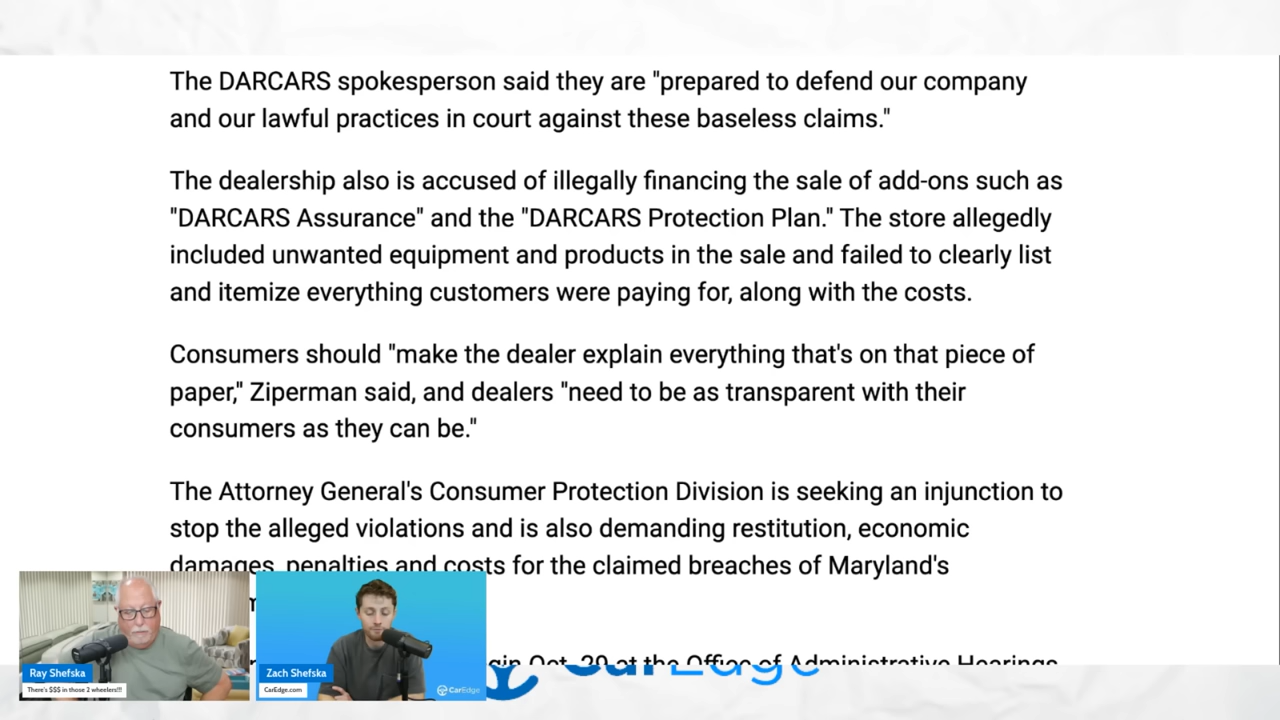 The DARCARS spokesperson said they are "prepared to defend our company
and our lawful practices in court against these baseless claims."
The dealership also is accused of illegally financing the sale of add-ons such as
"DARCARS Assurance" and the "DARCARS Protection Plan." The store allegedly
included unwanted equipment and products in the sale and failed to clearly list
and itemize everything customers were paying for, along with the costs.
Consumers should "make the dealer explain everything that's on that piece of
paper," Ziperman said, and dealers "need to be as transparent with their
consumers as they can be."
The Attorney General's Consumer Protection Division is seeking an injunction to
stop the alleged violations and is also demanding restitution, economic
damages, penalties and costs for the claimed breaches of Maryland's
Oct. 29 at the Office of Administrative Hearings
CarEdge
Ray Shefska
There's $$$ in those 2 wheelers!!!
Zach Shefska
CarEdge.com
CarEdge